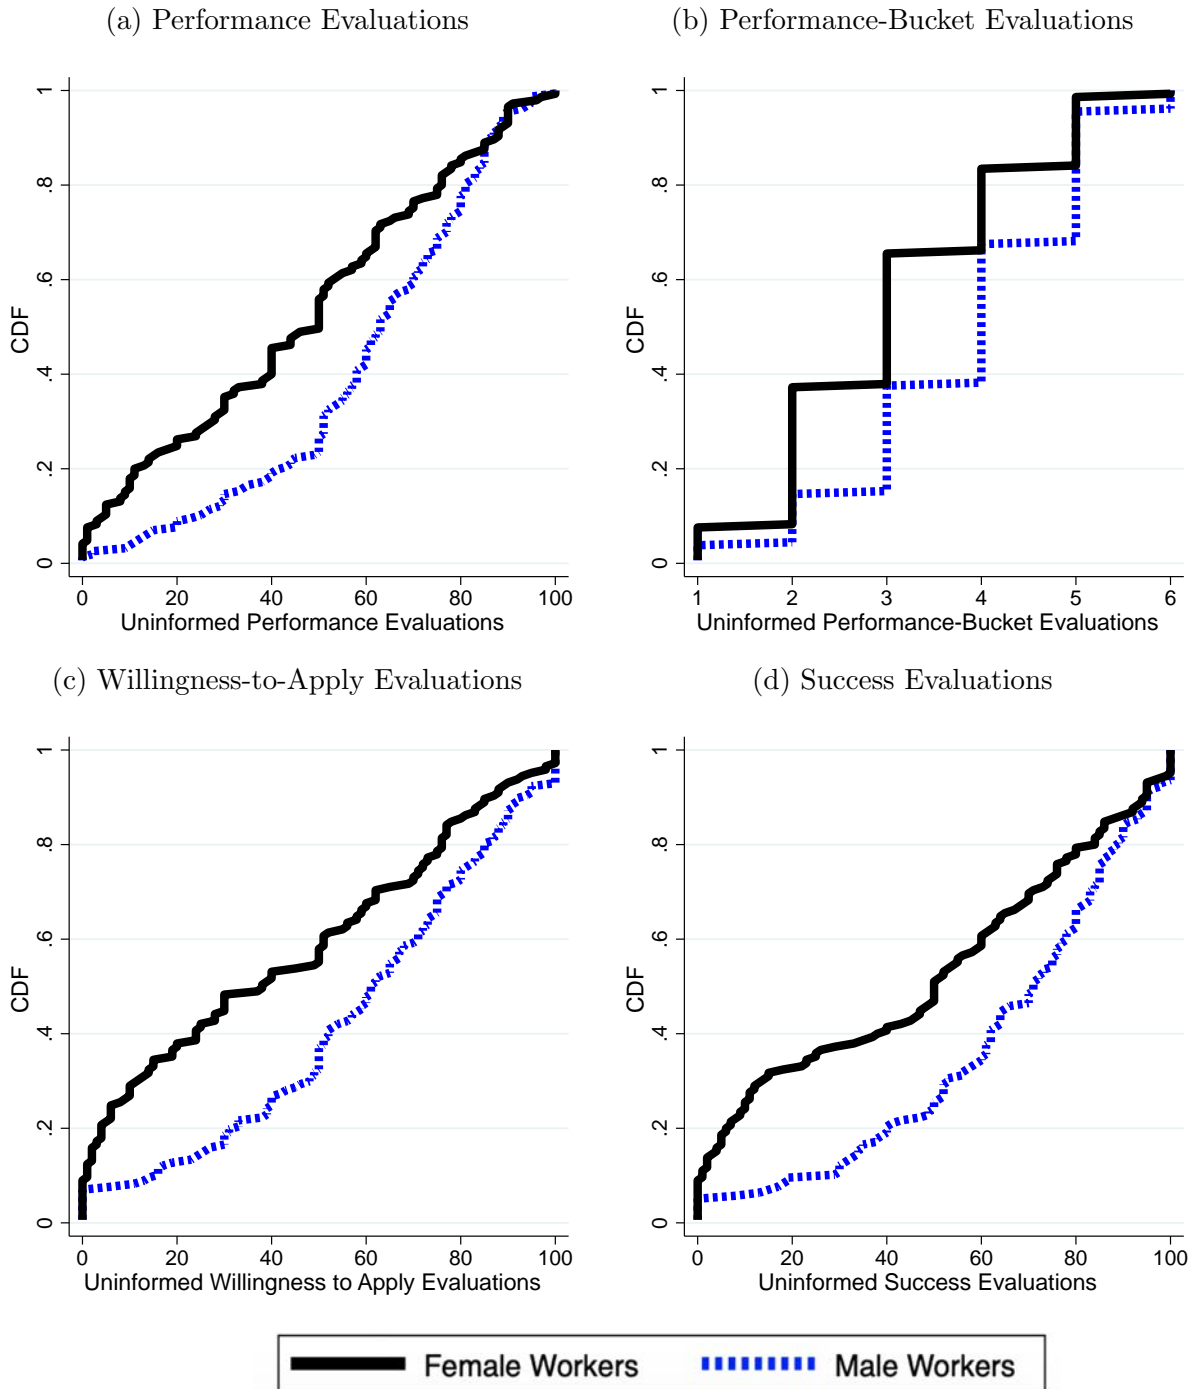 (a) Performance Evaluations
(b) Performance-Bucket Evaluations
CDF
0 .2 .4 .6 .8 1
0 20 40 60 80 100
Uninformed Performance Evaluations
CDF
0 .2 .4 .6 .8 1
1 2 3 4 5 6
Uninformed Performance-Bucket Evaluations
(c) Willingness-to-Apply Evaluations
(d) Success Evaluations
CDF
0 .2 .4 .6 .8 1
0 20 40 60 80 100
Uninformed Willingness to Apply Evaluations
CDF
0 .2 .4 .6 .8 1
0 20 40 60 80 100
Uninformed Success Evaluations
Female Workers Male Workers